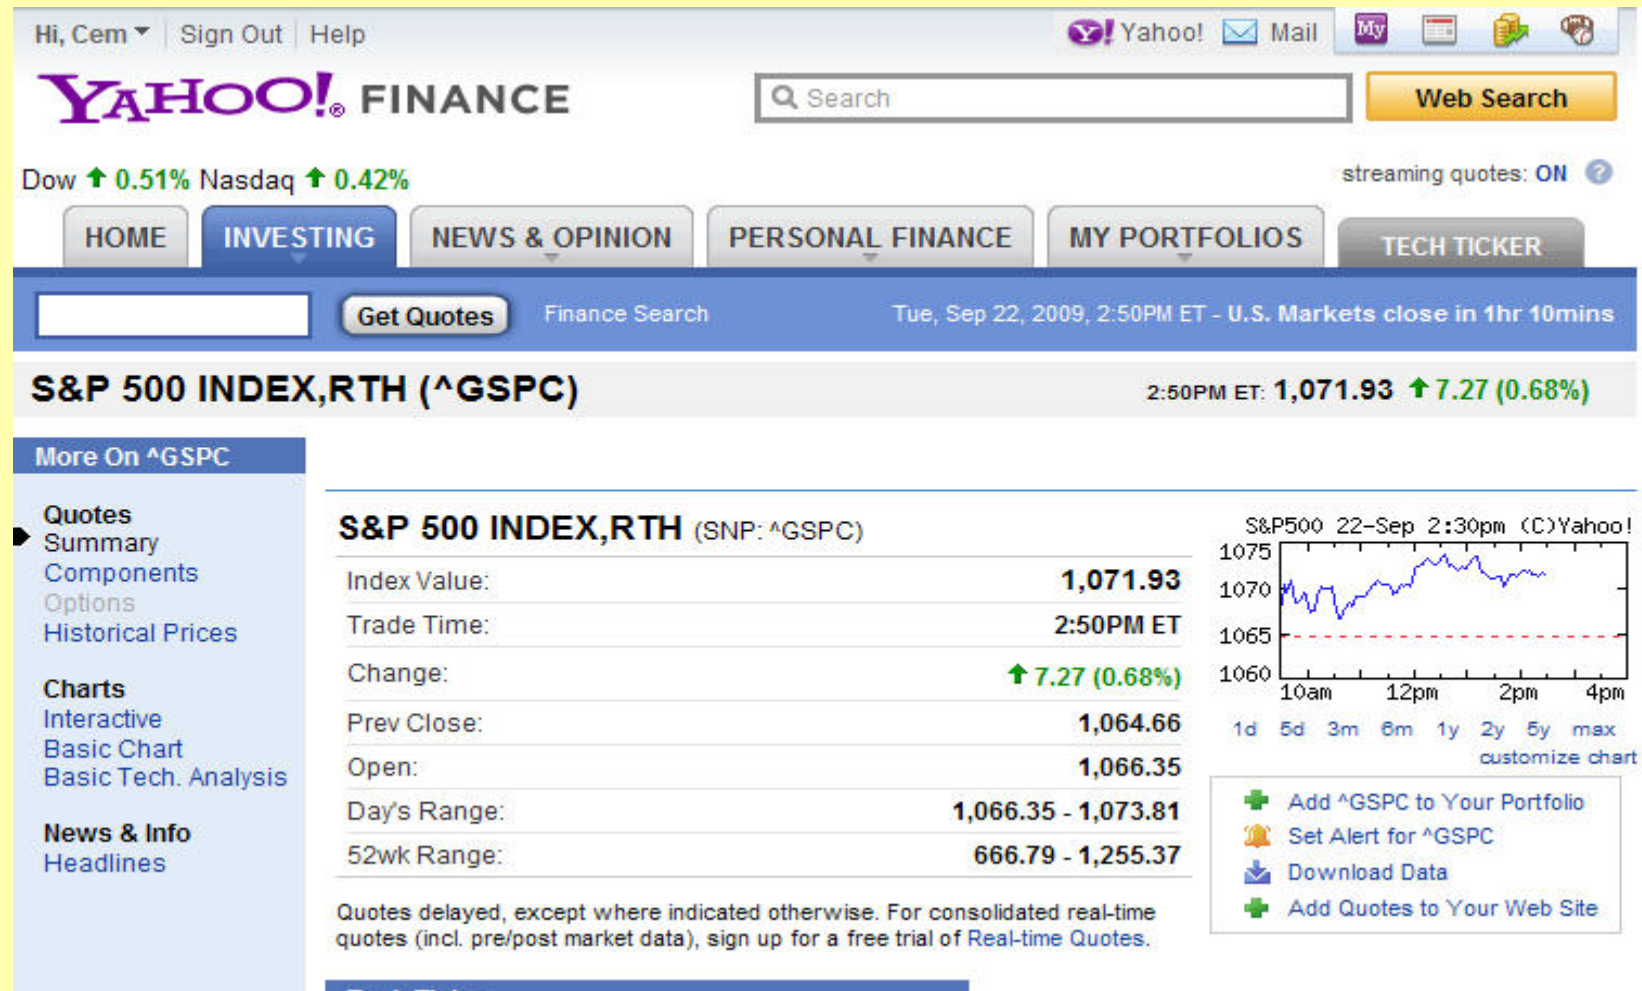 Hi, Cem Sign Out Help Yahoo! Mail My
YAHOO!® FINANCE Search Web Search
Dow 0.51% Nasdaq 0.42% streaming quotes: ON ?
HOME INVESTING NEWS & OPINION PERSONAL FINANCE MY PORTFOLIOS TECH TICKER
Get Quotes Finance Search Tue, Sep 22, 2009, 2:50PM ET - U.S. Markets close in 1hr 10mins
S&P 500 INDEX,RTH (^GSPC) 2:50PM ET: 1,071.93 7.27 (0.68%)
More On ^GSPC
Quotes
Summary
Components
Options
Historical Prices
Charts
Interactive
Basic Chart
Basic Tech. Analysis
News & Info
Headlines
S&P 500 INDEX,RTH (SNP: ^GSPC)
Index Value: 1,071.93
Trade Time: 2:50PM ET
Change: 7.27 (0.68%)
Prev Close: 1,064.66
Open: 1,066.35
Day's Range: 1,066.35 - 1,073.81
52wk Range: 666.79 - 1,255.37
Quotes delayed, except where indicated otherwise. For consolidated real-time
quotes (incl. pre/post market data), sign up for a free trial of Real-time Quotes.
S&P500 22-Sep 2:30pm (C)Yahoo!
1075
1070
1065
1060
10am 12pm 2pm 4pm
1d 5d 3m 6m 1y 2y 5y max
customize chart
Add ^GSPC to Your Portfolio
Set Alert for ^GSPC
Download Data
Add Quotes to Your Web Site